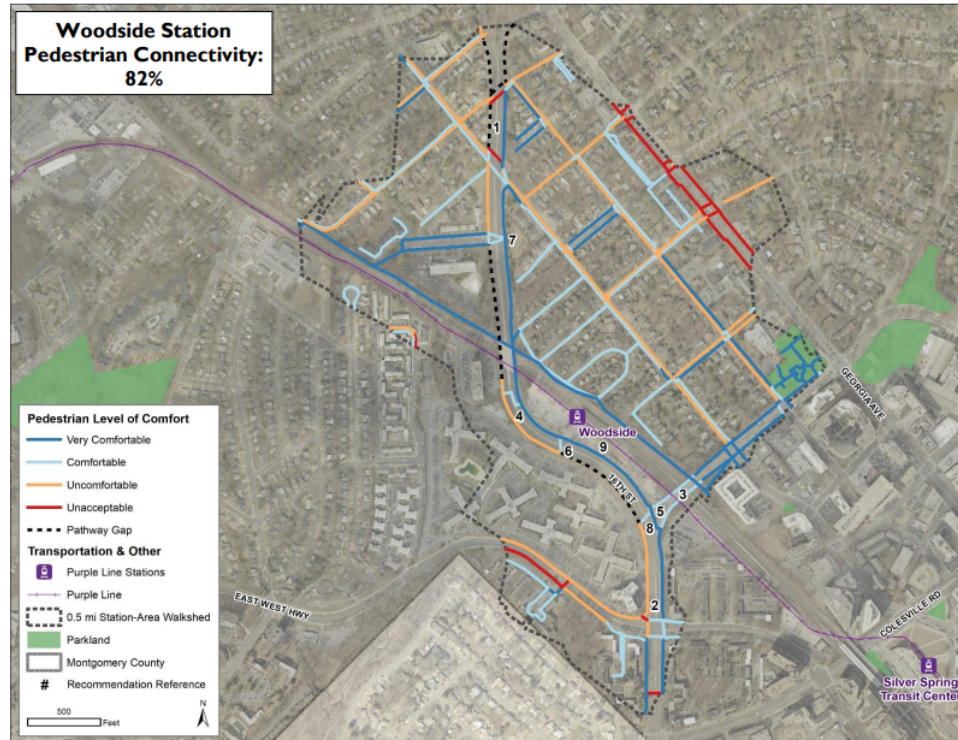 Woodside Station
Pedestrian Connectivity:
82%
1
7
4
6
9
Woodside
16TH ST
3
5
8
2
GEORGIA AVE
EAST WEST HWY
COLESVILLE RD
Silver Spring
Transit Center
Pedestrian Level of Comfort
Very Comfortable
Comfortable
Uncomfortable
Unacceptable
Pathway Gap
Transportation & Other
Purple Line Stations
Purple Line
0.5 mi Station-Area Walkshed
Parkland
Montgomery County
# Recommendation Reference
500
Feet
N